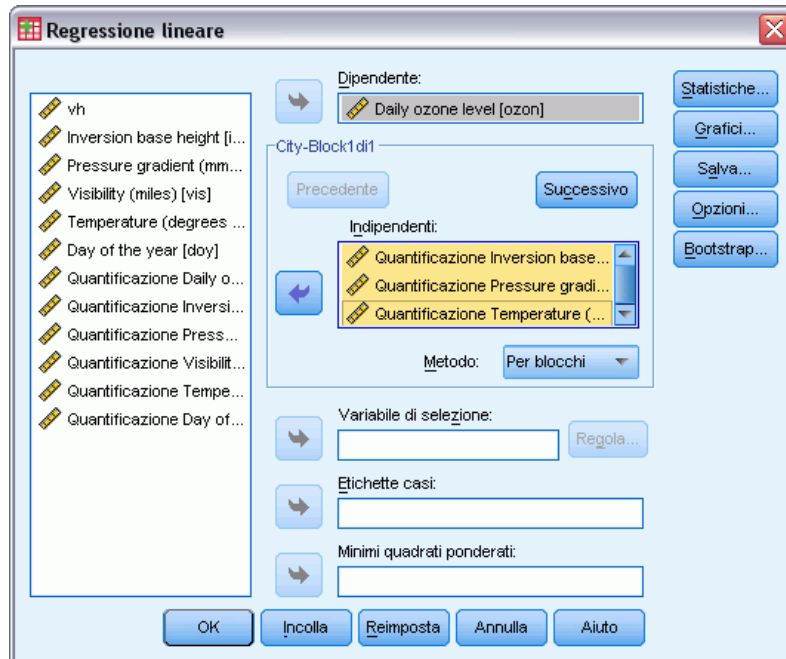 Regressione lineare
vh
Inversion base height [i...
Pressure gradient (mm...
Visibility (miles) [vis]
Temperature (degrees ...
Day of the year [doy]
Quantificazione Daily o...
Quantificazione Inversi...
Quantificazione Press...
Quantificazione Visibilit...
Quantificazione Tempe...
Quantificazione Day of...
Dipendente:
Daily ozone level [ozon]
City-Block1di1
Precedente
Successivo
Indipendenti:
Quantificazione Inversion base...
Quantificazione Pressure gradi...
Quantificazione Temperature (...
Metodo:
Per blocchi
Variabile di selezione:
Regola...
Etichette casi:
Minimi quadrati ponderati:
Statistiche...
Grafici...
Salva...
Opzioni...
Bootstrap...
OK
Incolla
Reimposta
Annulla
Aiuto